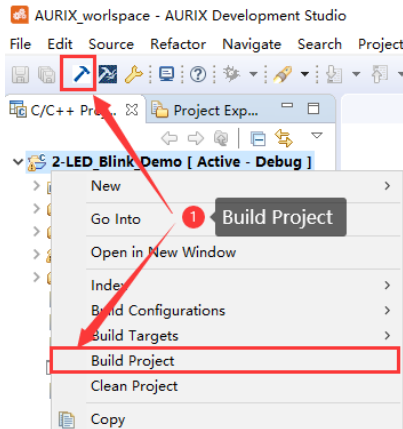 AURIX_worlspace - AURIX Development Studio
File Edit Source Refactor Navigate Search Project
C/C++ Proj... Project Exp...
2-LED_Blink_Demo [ Active - Debug ]
New
Go Into
1 Build Project
Open in New Window
Index
Build Configurations
Build Targets
Build Project
Clean Project
Copy